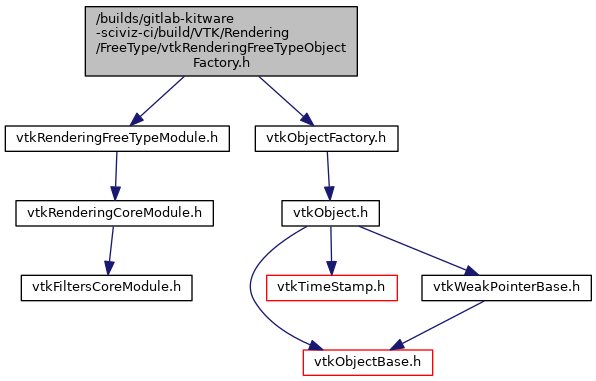 /builds/gitlab-kitware
-sciviz-ci/build/VTK/Rendering
/FreeType/vtkRenderingFreeTypeObject
Factory.h
vtkRenderingFreeTypeModule.h
vtkObjectFactory.h
vtkRenderingCoreModule.h
vtkObject.h
vtkFiltersCoreModule.h
vtkTimeStamp.h
vtkWeakPointerBase.h
vtkObjectBase.h